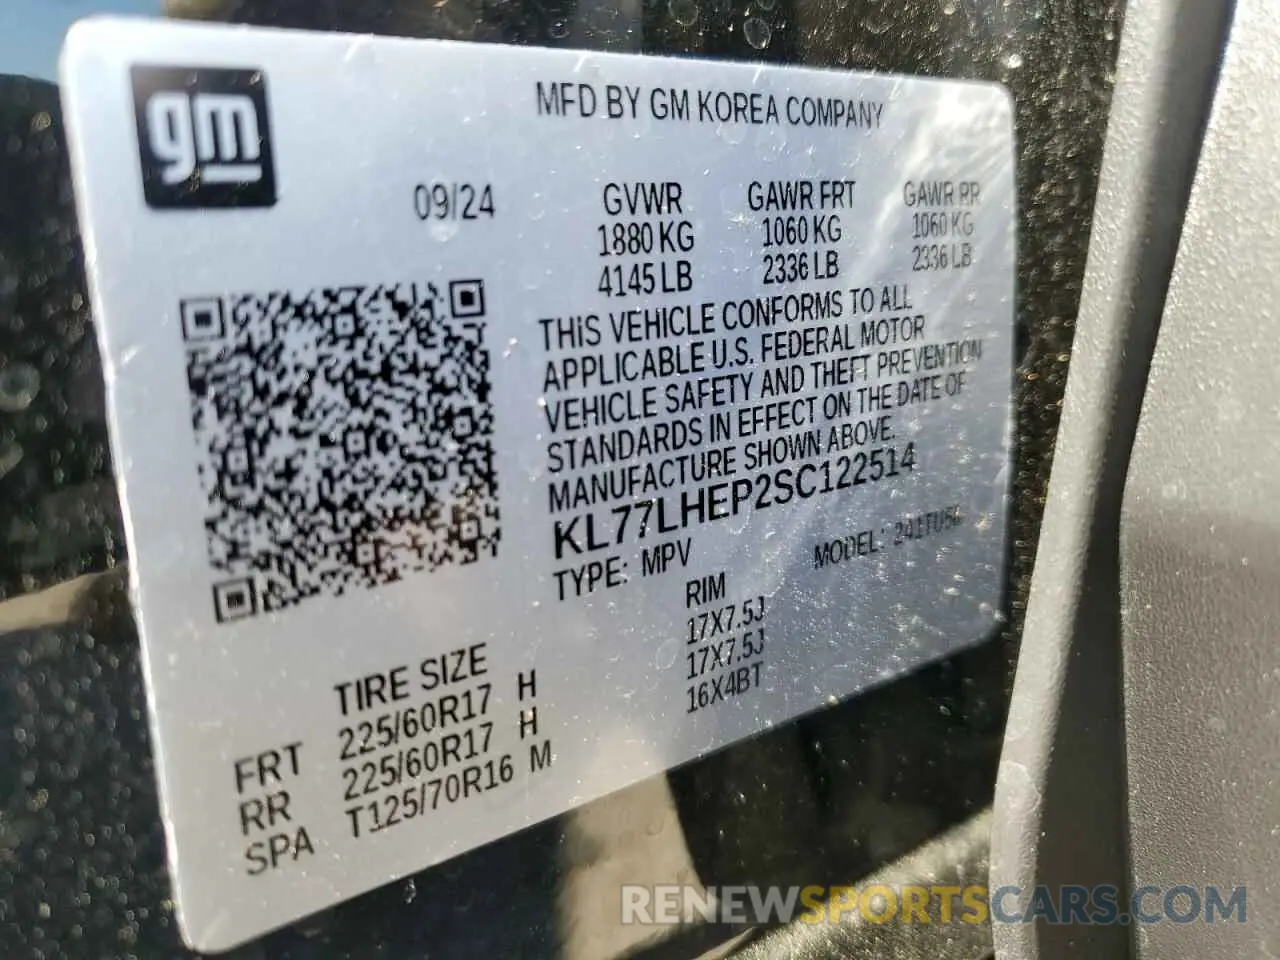 gm
MFD BY GM KOREA COMPANY
09/24
GVWR GAWR FRT GAWR RR
1880 KG 1060 KG 1060 KG
4145 LB 2336 LB 2336 LB
THIS VEHICLE CONFORMS TO ALL
APPLICABLE U.S. FEDERAL MOTOR
VEHICLE SAFETY AND THEFT PREVENTION
STANDARDS IN EFFECT ON THE DATE OF
MANUFACTURE SHOWN ABOVE.
KL77LHEP2SC122514
TYPE: MPV MODEL:
TIRE SIZE RIM
FRT 225/60R17 H 17X7.5J
RR 225/60R17 H 17X7.5J
SPA T125/70R16 M 16X4BT
RENEWSPORTSCARS.COM